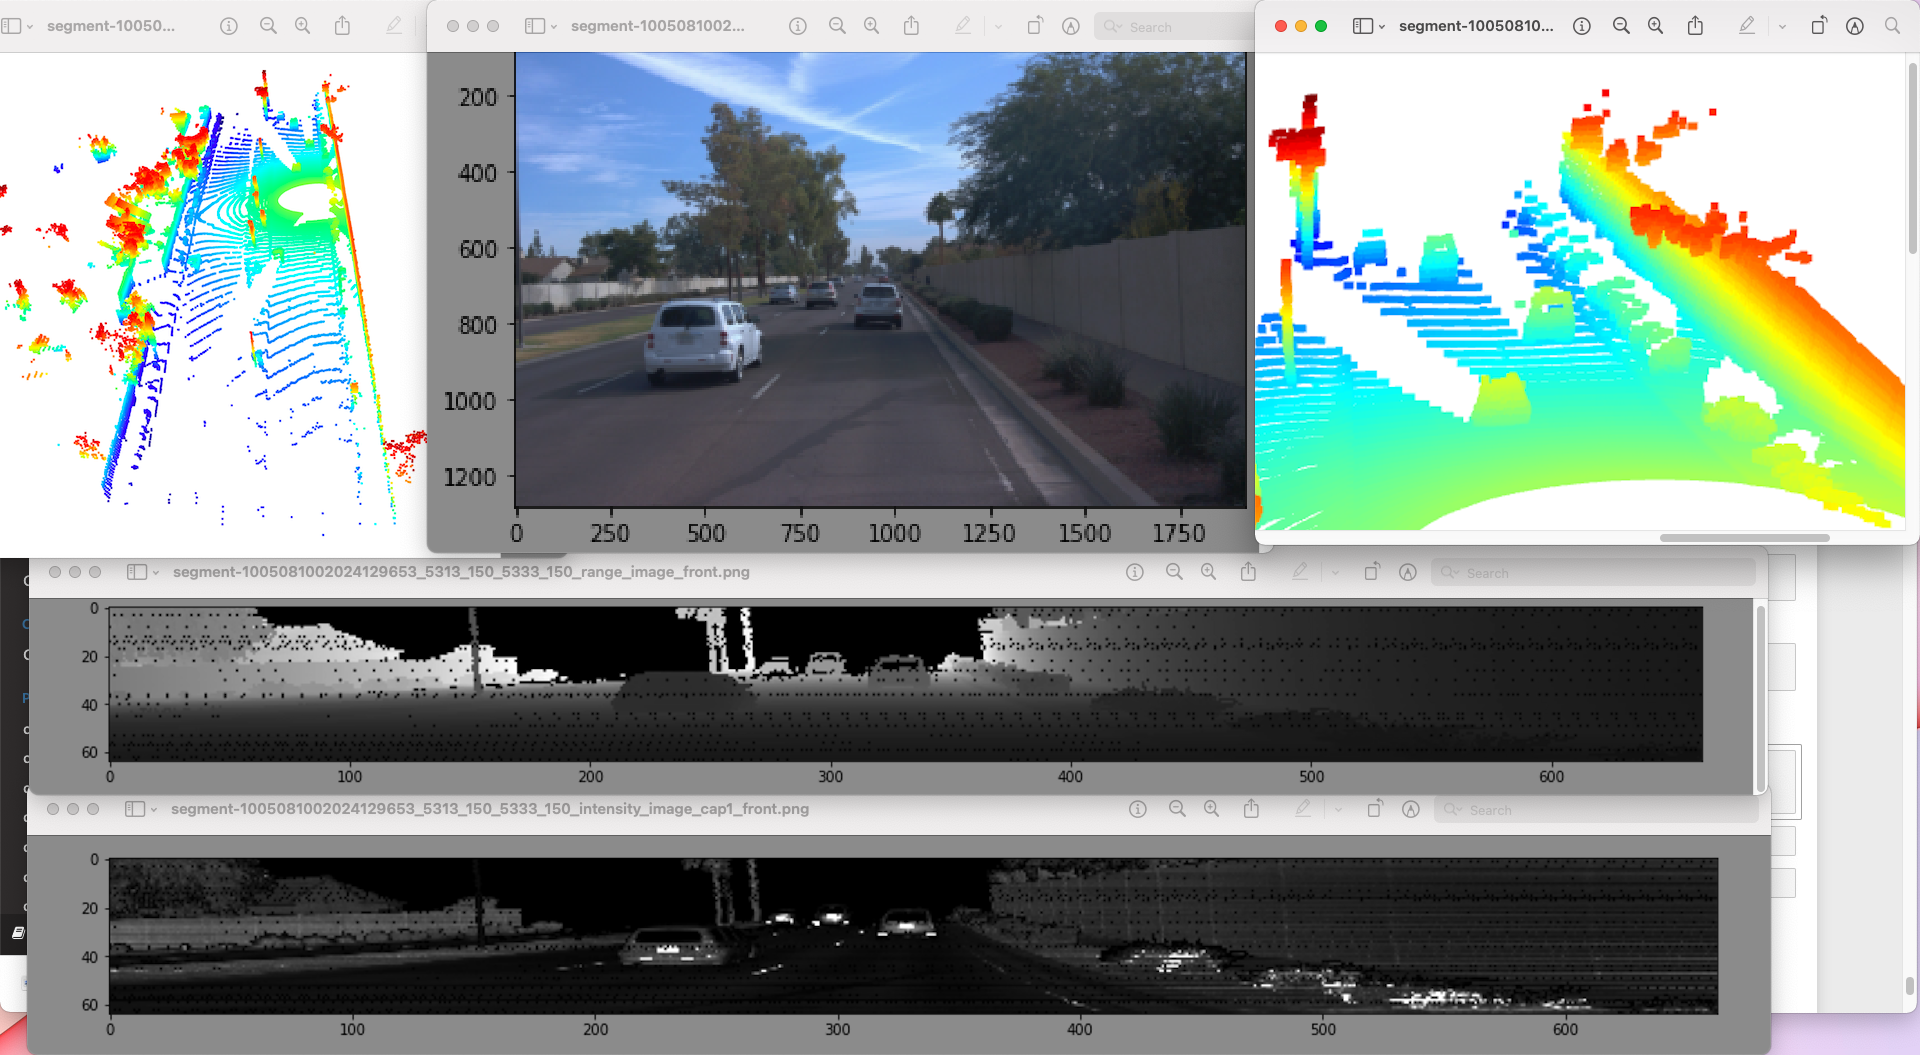 segment-10050...
segment-1005081002...
Search
segment-10050810...
200
400
600
800
1000
1200
0 250 500 750 1000 1250 1500 1750
segment-1005081002024129653_5313_150_5333_150_range_image_front.png
Search
0
20
40
60
0 100 200 300 400 500 600
segment-1005081002024129653_5313_150_5333_150_intensity_image_cap1_front.png
Search
0
20
40
60
0 100 200 300 400 500 600